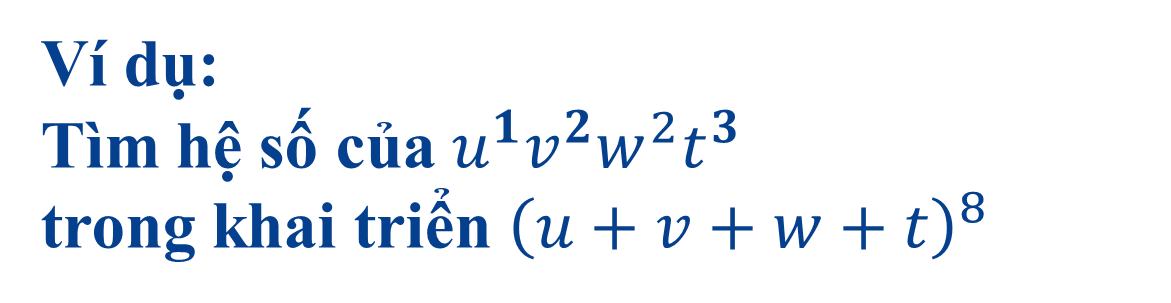 Ví dụ:
Tìm hệ số của 𝑢¹𝑣²𝑤²𝑡³
trong khai triển (𝑢 + 𝑣 + 𝑤 + 𝑡)⁸